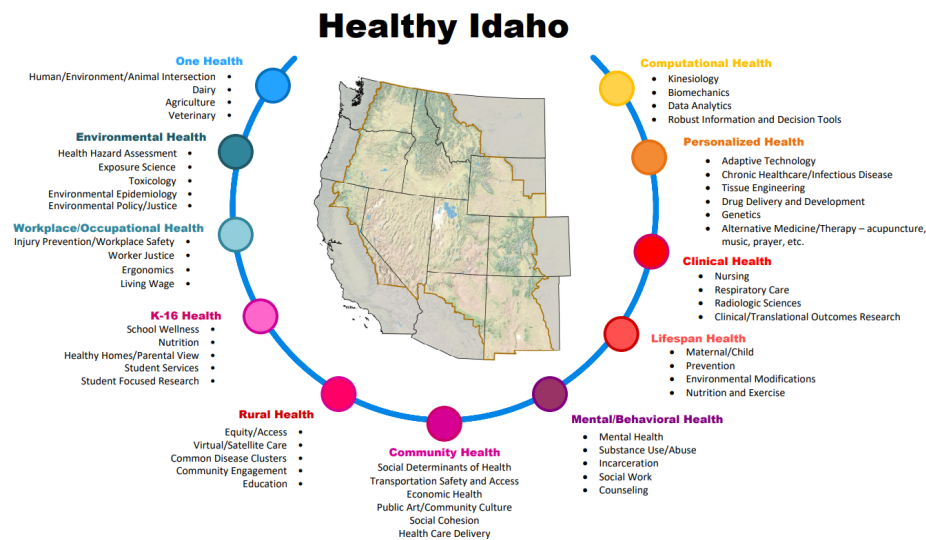 Healthy Idaho
One Health
Human/Environment/Animal Intersection •
Dairy •
Agriculture •
Veterinary •
Environmental Health
Health Hazard Assessment •
Exposure Science •
Toxicology •
Environmental Epidemiology •
Environmental Policy/Justice •
Workplace/Occupational Health
Injury Prevention/Workplace Safety •
Worker Justice •
Ergonomics •
Living Wage •
K-16 Health
School Wellness •
Nutrition •
Healthy Homes/Parental View •
Student Services •
Student Focused Research •
Rural Health
Equity/Access •
Virtual/Satellite Care •
Common Disease Clusters •
Community Engagement •
Education •
Community Health
Social Determinants of Health
Transportation Safety and Access
Economic Health
Public Art/Community Culture
Social Cohesion
Health Care Delivery
Computational Health
• Kinesiology
• Biomechanics
• Data Analytics
• Robust Information and Decision Tools
Personalized Health
• Adaptive Technology
• Chronic Healthcare/Infectious Disease
• Tissue Engineering
• Drug Delivery and Development
• Genetics
• Alternative Medicine/Therapy – acupuncture,
music, prayer, etc.
Clinical Health
• Nursing
• Respiratory Care
• Radiologic Sciences
• Clinical/Translational Outcomes Research
Lifespan Health
• Maternal/Child
• Prevention
• Environmental Modifications
• Nutrition and Exercise
Mental/Behavioral Health
• Mental Health
• Substance Use/Abuse
• Incarceration
• Social Work
• Counseling